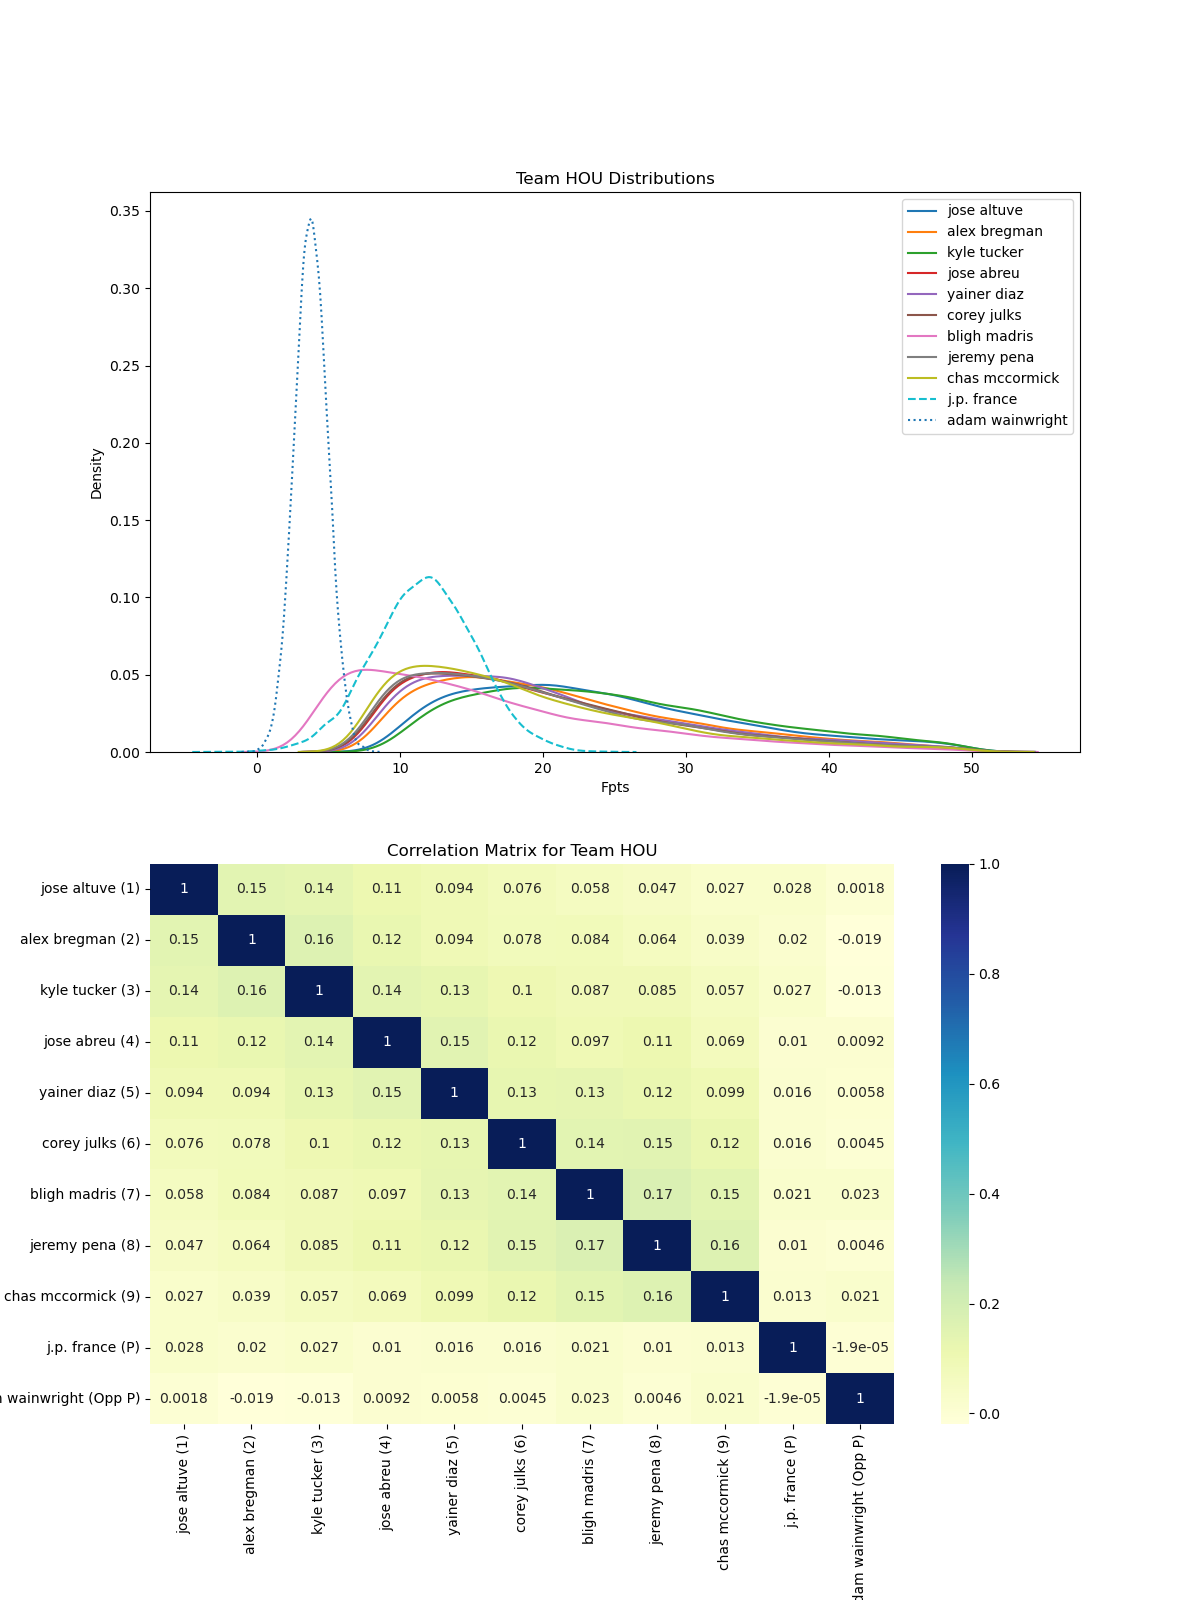 Team HOU Distributions
0.35
0.30
0.25
0.20
0.15
0.10
0.05
0.00
Density
jose altuve
alex bregman
kyle tucker
jose abreu
yainer diaz
corey julks
bligh madris
jeremy pena
chas mccormick
j.p. france
adam wainwright
0 10 20 30 40 50
Fpts
Correlation Matrix for Team HOU
jose altuve (1) 1 0.15 0.14 0.11 0.094 0.076 0.058 0.047 0.027 0.028 0.0018
alex bregman (2) 0.15 1 0.16 0.12 0.094 0.078 0.084 0.064 0.039 0.02 -0.019
kyle tucker (3) 0.14 0.16 1 0.14 0.13 0.1 0.087 0.085 0.057 0.027 -0.013
jose abreu (4) 0.11 0.12 0.14 1 0.15 0.12 0.097 0.11 0.069 0.01 0.0092
yainer diaz (5) 0.094 0.094 0.13 0.15 1 0.13 0.13 0.12 0.099 0.016 0.0058
corey julks (6) 0.076 0.078 0.1 0.12 0.13 1 0.14 0.15 0.12 0.016 0.0045
bligh madris (7) 0.058 0.084 0.087 0.097 0.13 0.14 1 0.17 0.15 0.021 0.023
jeremy pena (8) 0.047 0.064 0.085 0.11 0.12 0.15 0.17 1 0.16 0.01 0.0046
chas mccormick (9) 0.027 0.039 0.057 0.069 0.099 0.12 0.15 0.16 1 0.013 0.021
j.p. france (P) 0.028 0.02 0.027 0.01 0.016 0.016 0.021 0.01 0.013 1 -1.9e-05
wainwright (Opp P) 0.0018 -0.019 -0.013 0.0092 0.0058 0.0045 0.023 0.0046 0.021 -1.9e-05 1
jose altuve (1)
alex bregman (2)
kyle tucker (3)
jose abreu (4)
yainer diaz (5)
corey julks (6)
bligh madris (7)
jeremy pena (8)
chas mccormick (9)
j.p. france (P)
dam wainwright (Opp P)
1.0
0.8
0.6
0.4
0.2
0.0